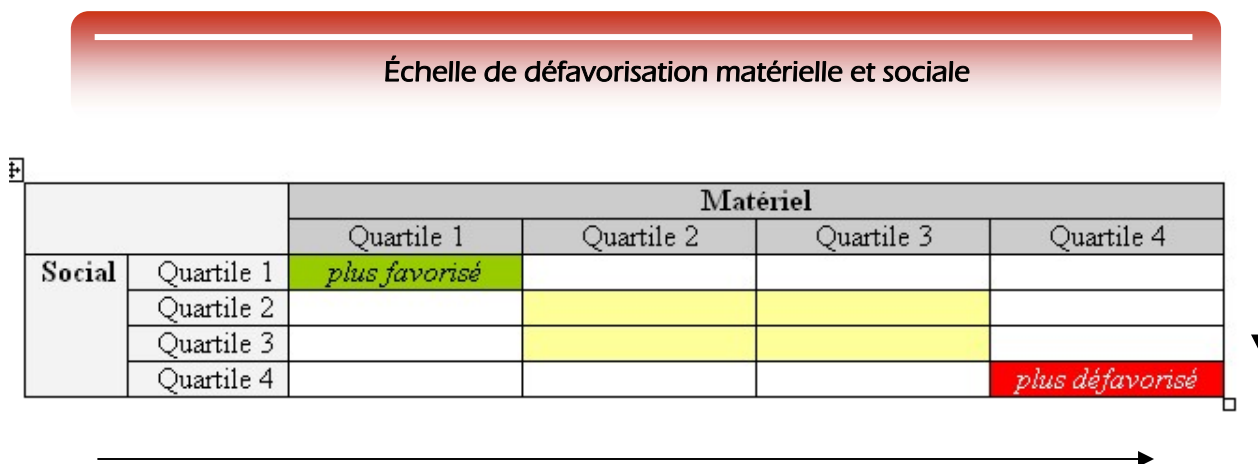 Échelle de défavorisation matérielle et sociale
Matériel
Quartile 1 Quartile 2 Quartile 3 Quartile 4
Social Quartile 1 plus favorisé
Quartile 2
Quartile 3
Quartile 4 plus défavorisé